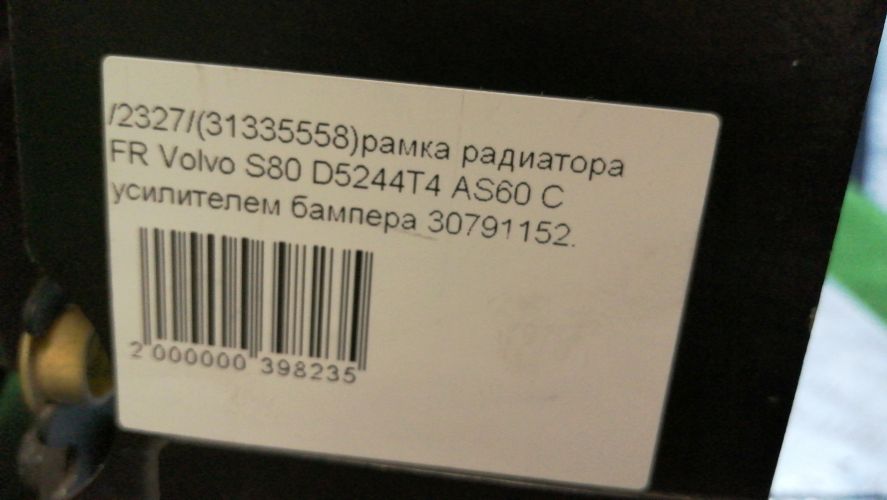 /2327/(31335558)рамка радиатора
FR Volvo S80 D5244T4 AS60 С
усилителем бампера 30791152.
2 000000 398235